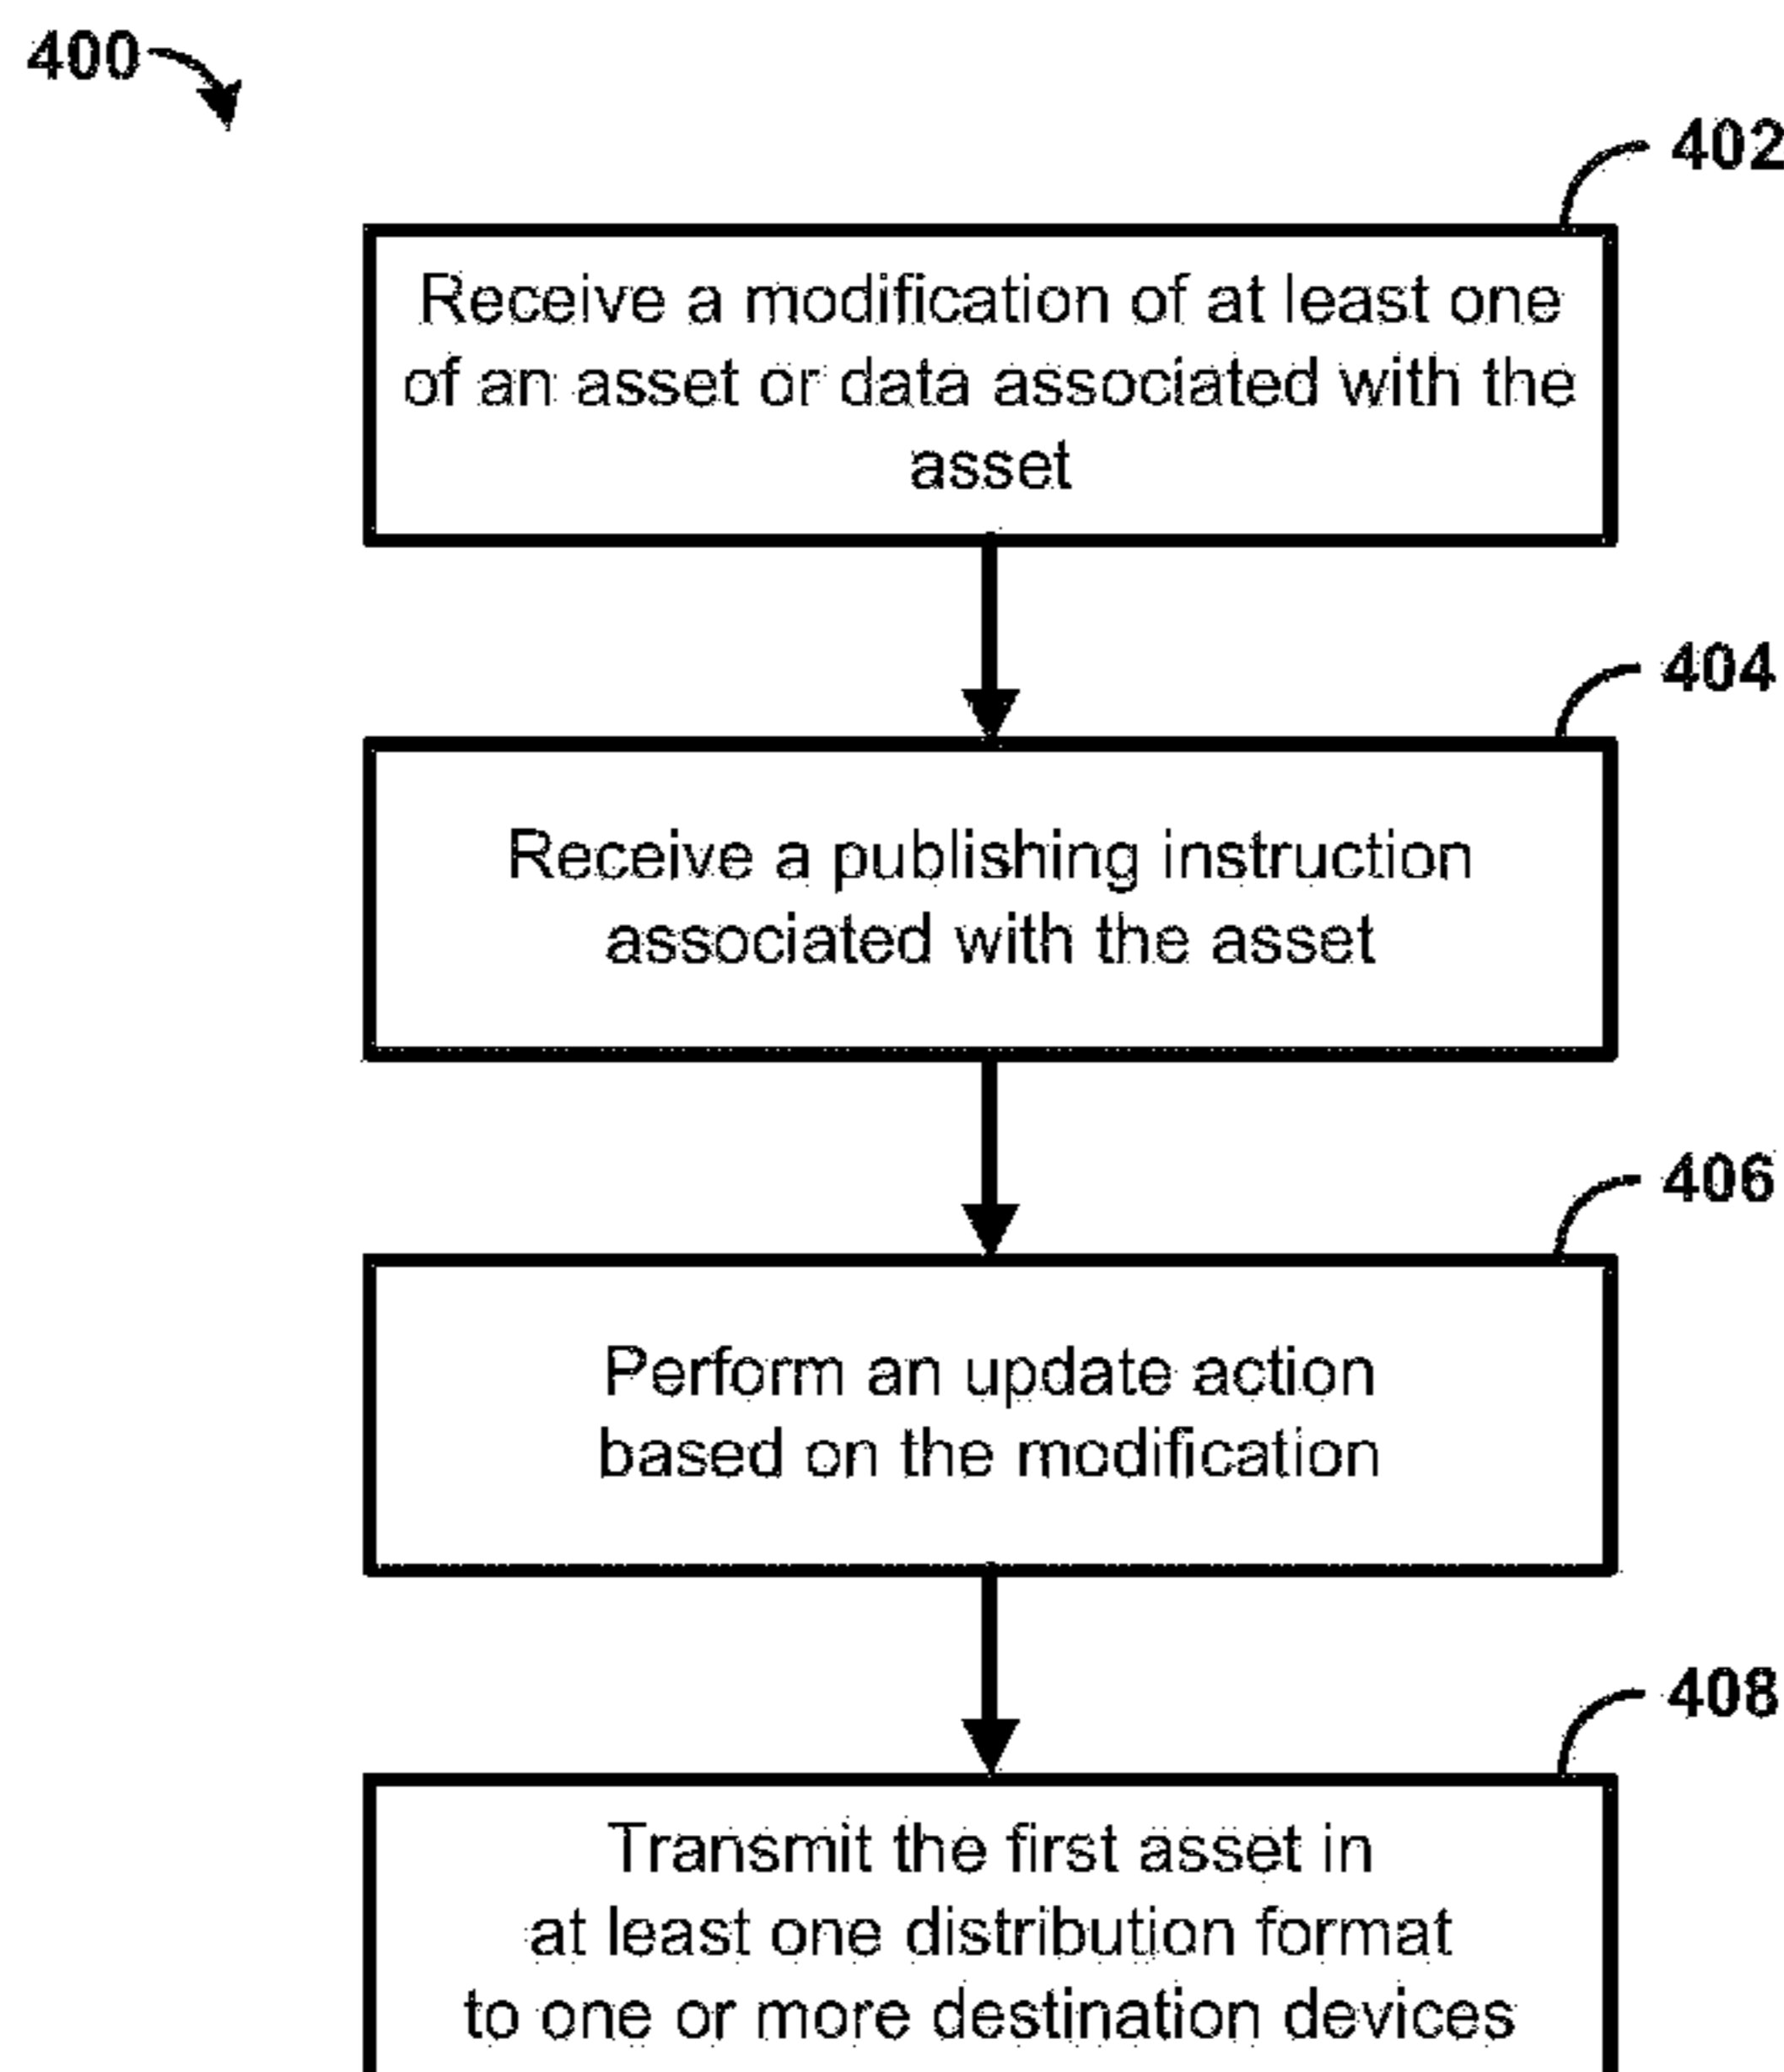 400
402
Receive a modification of at least one
of an asset or data associated with the
asset
404
Receive a publishing instruction
associated with the asset
406
Perform an update action
based on the modification
408
Transmit the first asset in
at least one distribution format
to one or more destination devices